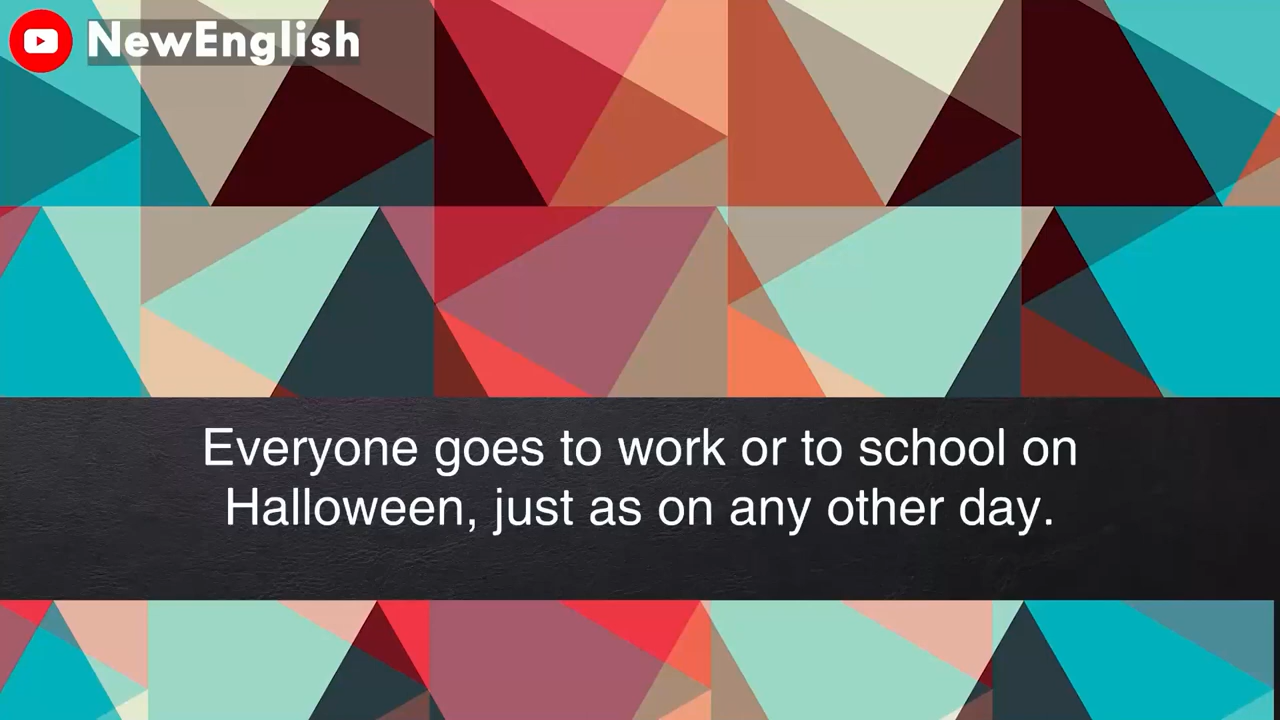 NewEnglish
Everyone goes to work or to school on
Halloween, just as on any other day.